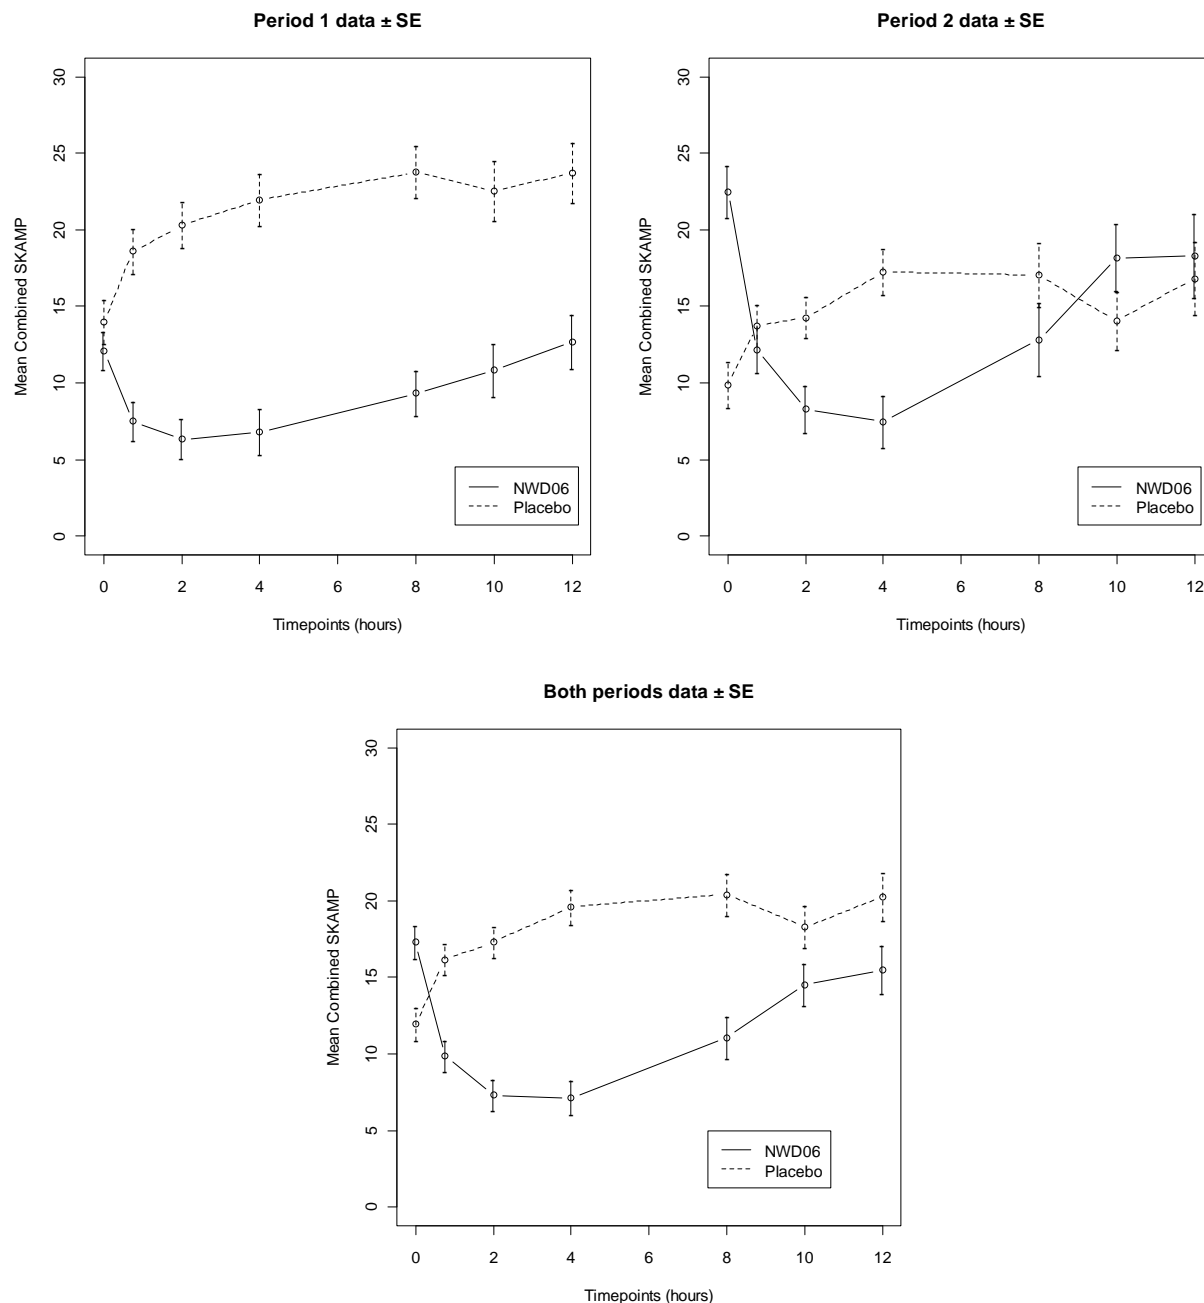 Period 1 data ± SE
30
25
20
15
10
5
0
Mean Combined SKAMP
NWD06
Placebo
0 2 4 6 8 10 12
Timepoints (hours)
Period 2 data ± SE
30
25
20
15
10
5
0
Mean Combined SKAMP
NWD06
Placebo
0 2 4 6 8 10 12
Timepoints (hours)
Both periods data ± SE
30
25
20
15
10
5
0
Mean Combined SKAMP
NWD06
Placebo
0 2 4 6 8 10 12
Timepoints (hours)